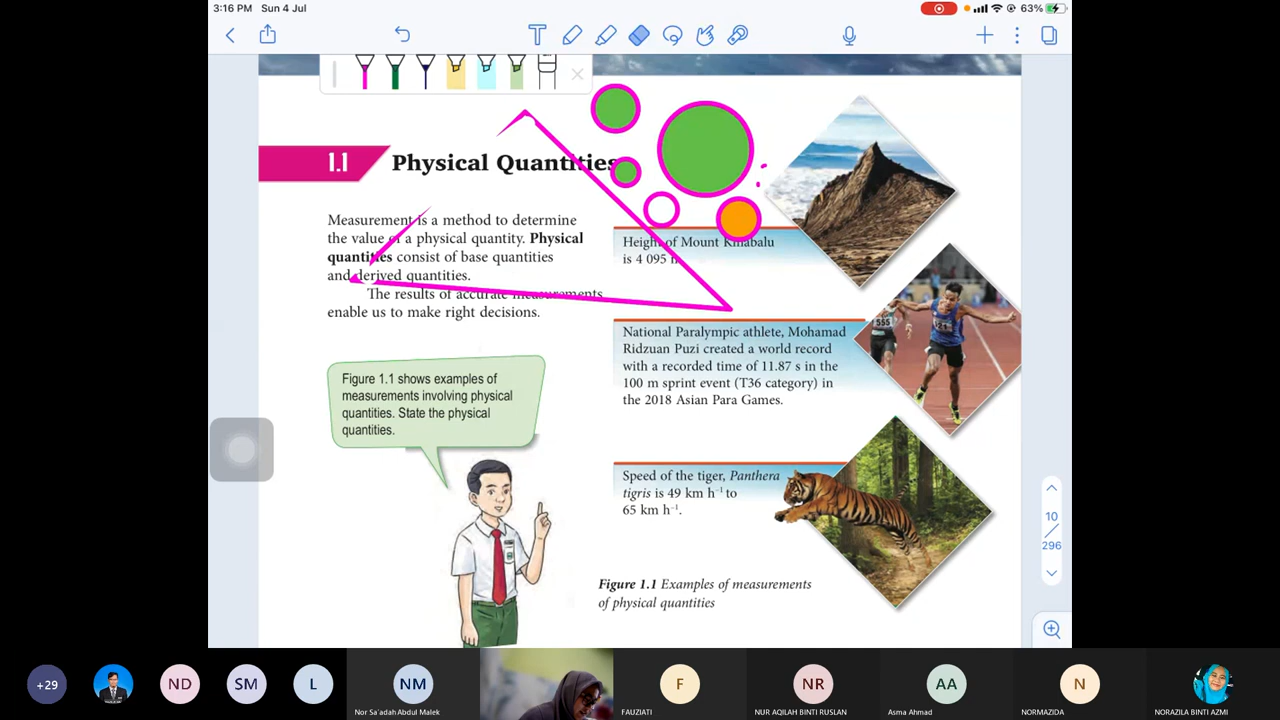 3:16 PM Sun 4 Jul
63%
1.1 Physical Quantities
Measurement is a method to determine
the value of a physical quantity. Physical
quantities consist of base quantities
and derived quantities.
The results of accurate measurements
enable us to make right decisions.
Figure 1.1 shows examples of
measurements involving physical
quantities. State the physical
quantities.
Height of Mount Kinabalu
is 4 095
National Paralympic athlete, Mohamad
Ridzuan Puzi created a world record
with a recorded time of 11.87 s in the
100 m sprint event (T36 category) in
the 2018 Asian Para Games.
555
Speed of the tiger, Panthera
tigris is 49 km h⁻¹ to
65 km h⁻¹.
Figure 1.1 Examples of measurements
of physical quantities
10
296
+29
ND
SM
L
NM
Nor Sa'adah Abdul Malek
F
FAUZIATI
NR
NUR AQILAH BINTI RUSLAN
AA
Asma Ahmad
N
NORMAZIDA
NORAZILA BINTI AZMI